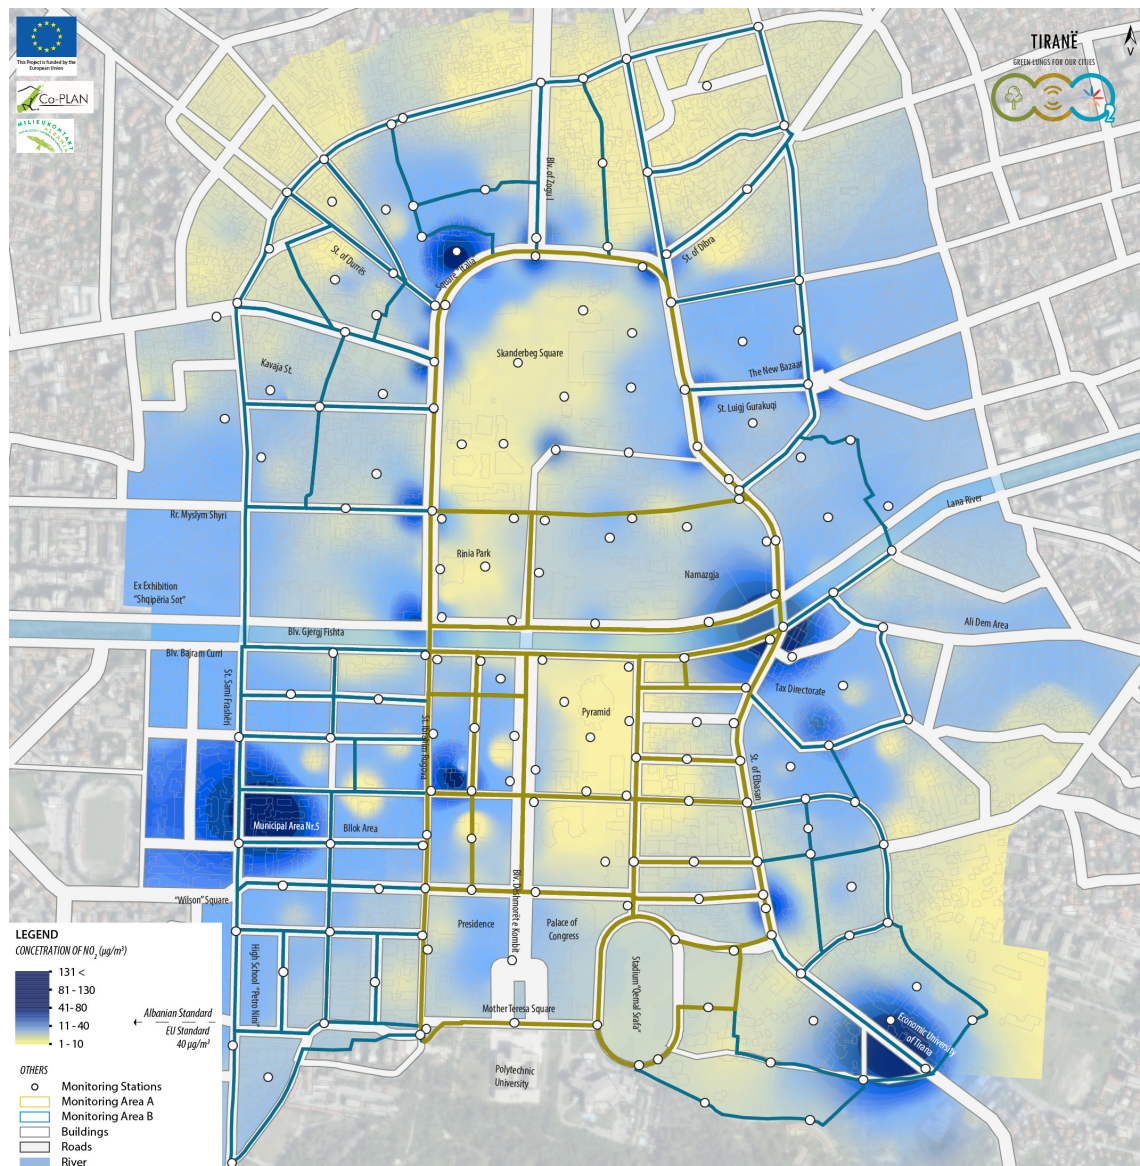 This Project is funded by the
European Union
Co-PLAN
MILIEUKONTAKT
ALBANIA
TIRANË
GREEN LUNGS FOR OUR CITIES
2
V
Blv. of Zogu I
St. of Dibra
St. of Durrës
Square "Italia"
Skanderbeg Square
Kavaja St.
The New Bazaar
St. Luigj Gurakuqi
Lana River
Rr. Myslym Shyri
Rinia Park
Namazgja
Ex Exhibition
"Shqipëria Sot"
Blv. Gjergj Fishta
Ali Dem Area
Blv. Bajram Curri
St. Sami Frashëri
Tax Directorate
St. Ibrahim Rugova
Pyramid
St. of Elbasan
Municipal Area Nr.5
Bllok Area
"Wilson" Square
Blv. Dëshmorët e Kombit
Presidence
Palace of
Congress
High School "Petro Nini"
Stadium "Qemal Stafa"
Mother Teresa Square
Economic University
of Tirana
Polytechnic
University
LEGEND
CONCETRATION OF NO2 (µg/m³)
131 <
81 - 130
41 - 80
11 - 40
1 - 10
Albanian Standard
EU Standard
40 µg/m³
OTHERS
Monitoring Stations
Monitoring Area A
Monitoring Area B
Buildings
Roads
River